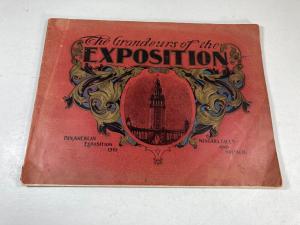 The Grandeurs of the
EXPOSITION
PAN-AMERICAN
EXPOSITION
1901
NIAGARA FALLS
AND
BUFFALO